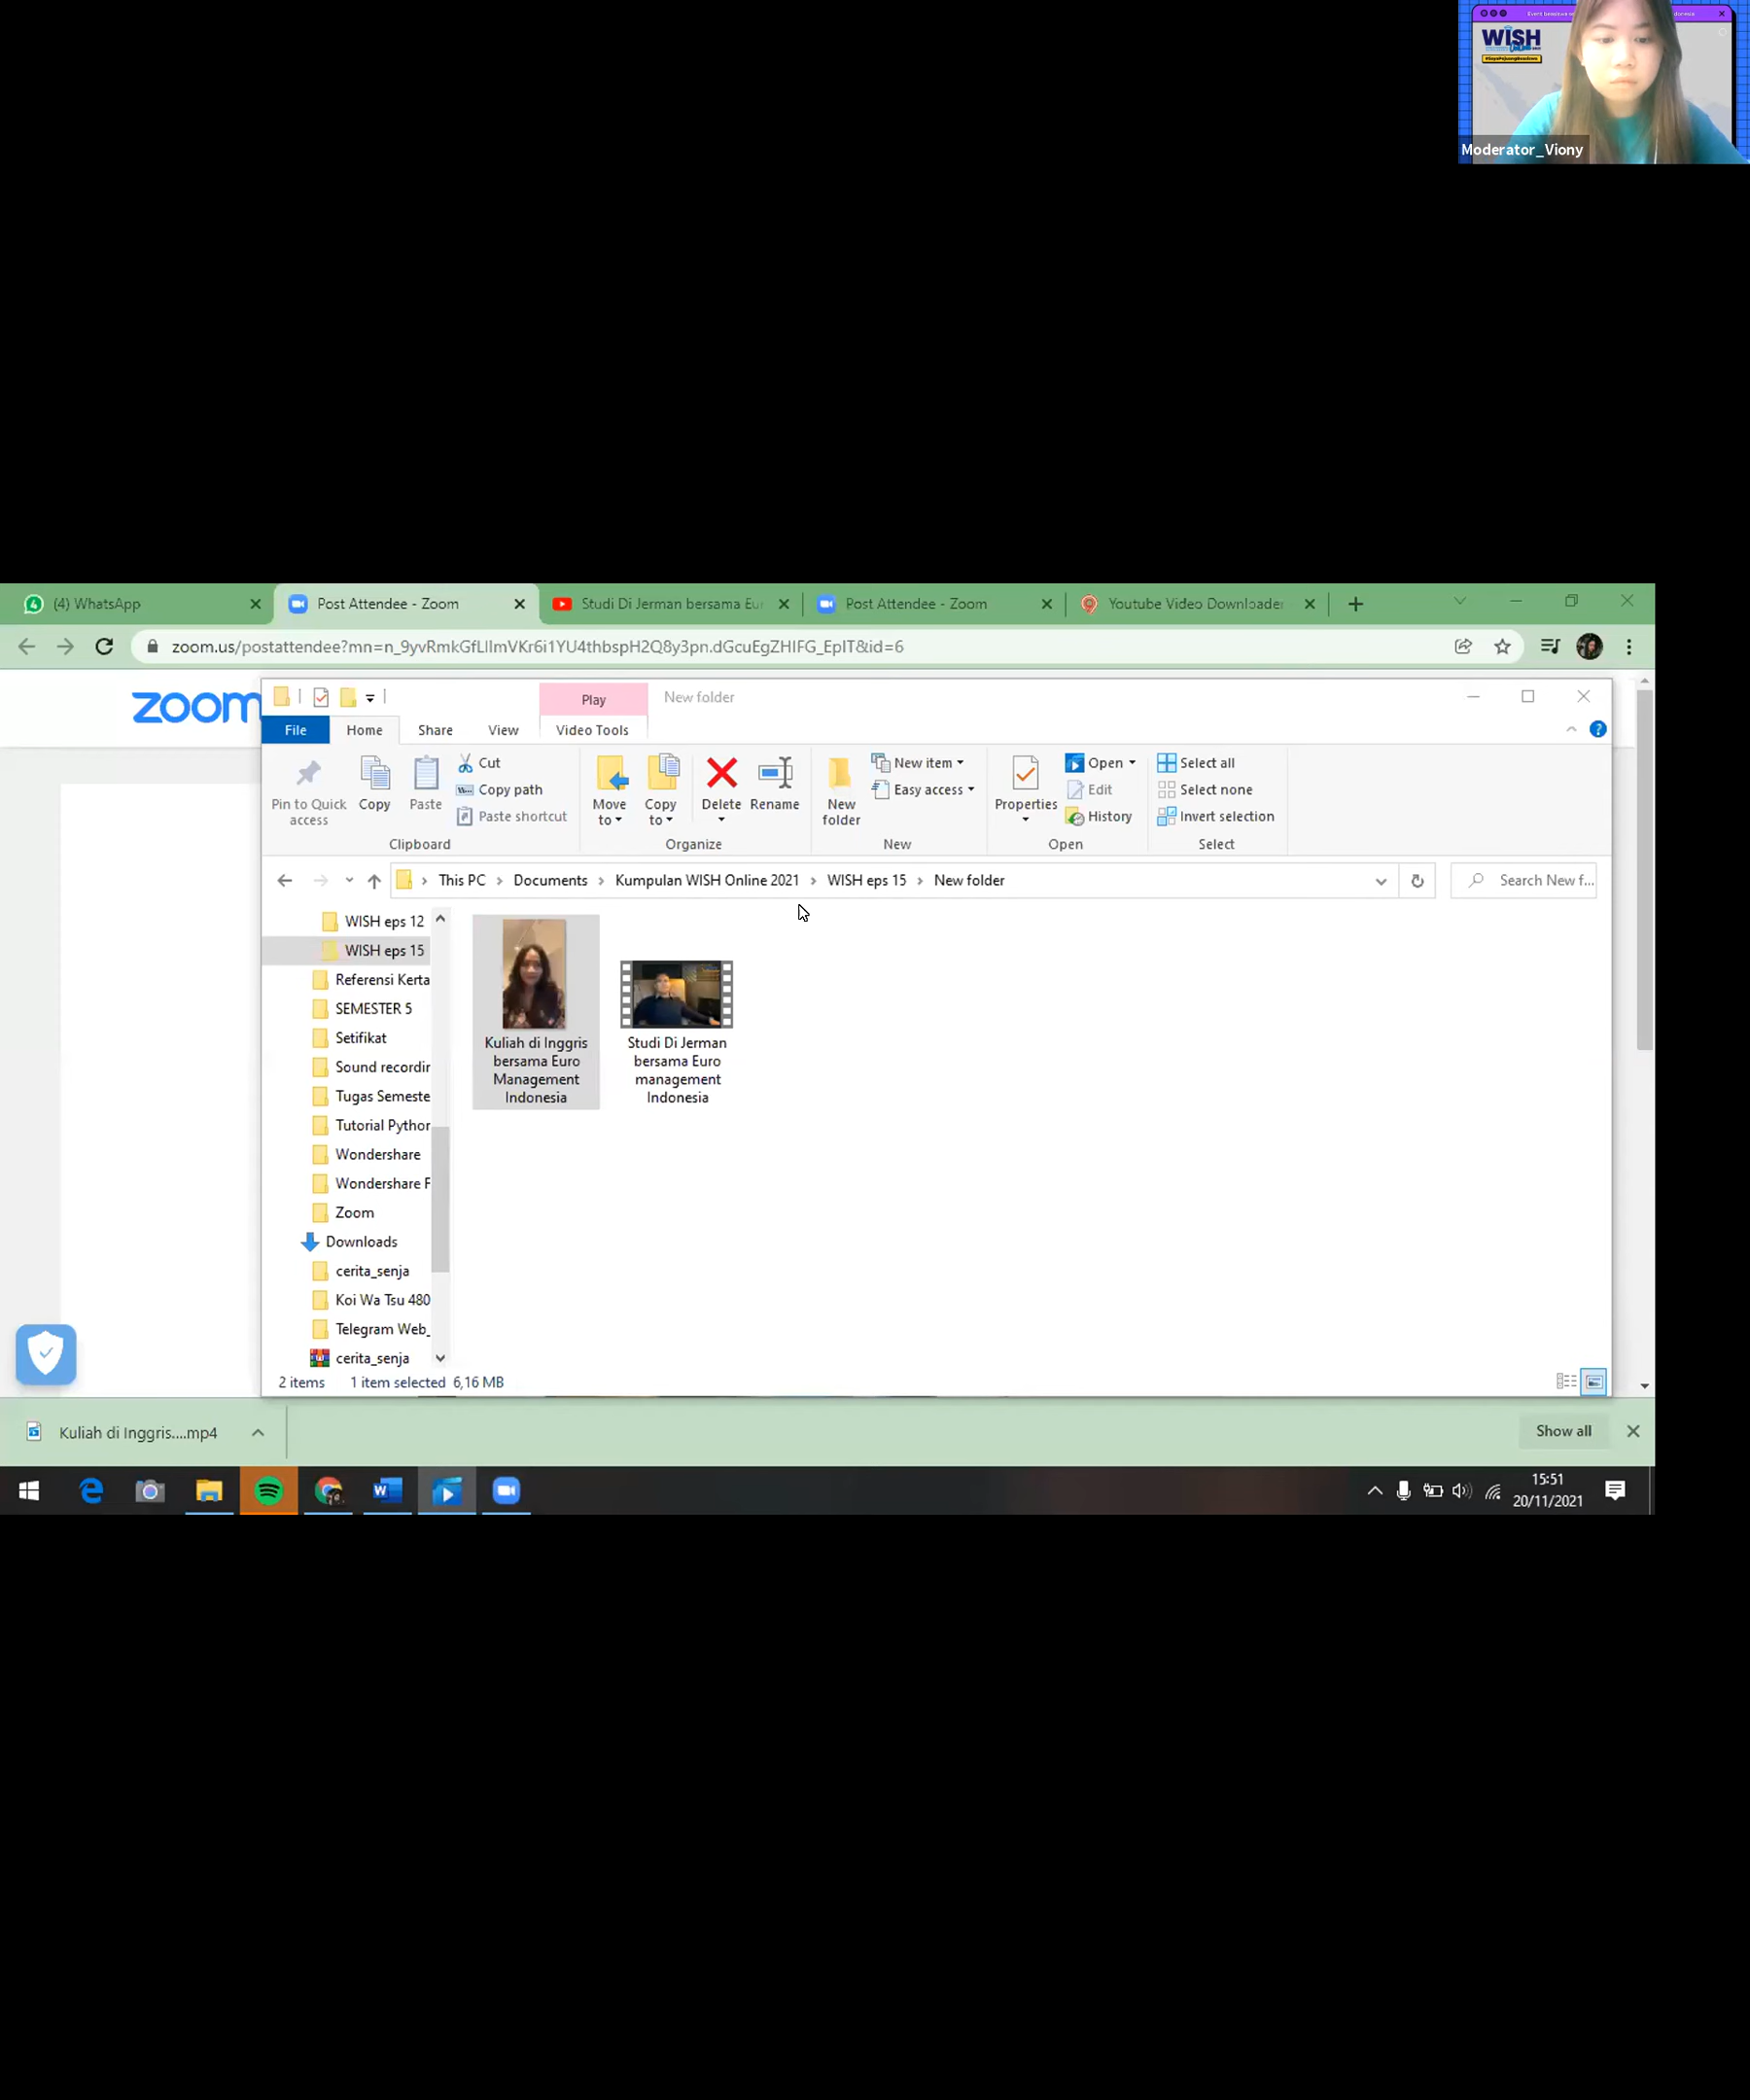 WISH
#SayaPejuangBeasiswa
Moderator_Viony
(4) WhatsApp
Post Attendee - Zoom
Studi Di Jerman bersama Eur
Post Attendee - Zoom
Youtube Video Downloader
zoom.us/postattendee?mn=n_9yvRmkGfLIlmVKr6i1YU4thbspH2Q8y3pn.dGcuEgZHIFG_EpIT&id=6
zoom
Play
New folder
File
Home
Share
View
Video Tools
Pin to Quick
access
Copy
Paste
Cut
Copy path
Paste shortcut
Clipboard
Move
to
Copy
to
Delete
Rename
Organize
New
folder
New item
Easy access
New
Properties
Open
Edit
History
Open
Select all
Select none
Invert selection
Select
This PC > Documents > Kumpulan WISH Online 2021 > WISH eps 15 > New folder
Search New f...
WISH eps 12
WISH eps 15
Referensi Kerta
SEMESTER 5
Setifikat
Sound recordin
Tugas Semeste
Tutorial Python
Wondershare
Wondershare F
Zoom
Downloads
cerita_senja
Koi Wa Tsu 480
Telegram Web_
cerita_senja
Kuliah di Inggris
bersama Euro
Management
Indonesia
Studi Di Jerman
bersama Euro
management
Indonesia
2 items 1 item selected 6,16 MB
Kuliah di Inggris....mp4
Show all
15:51
20/11/2021